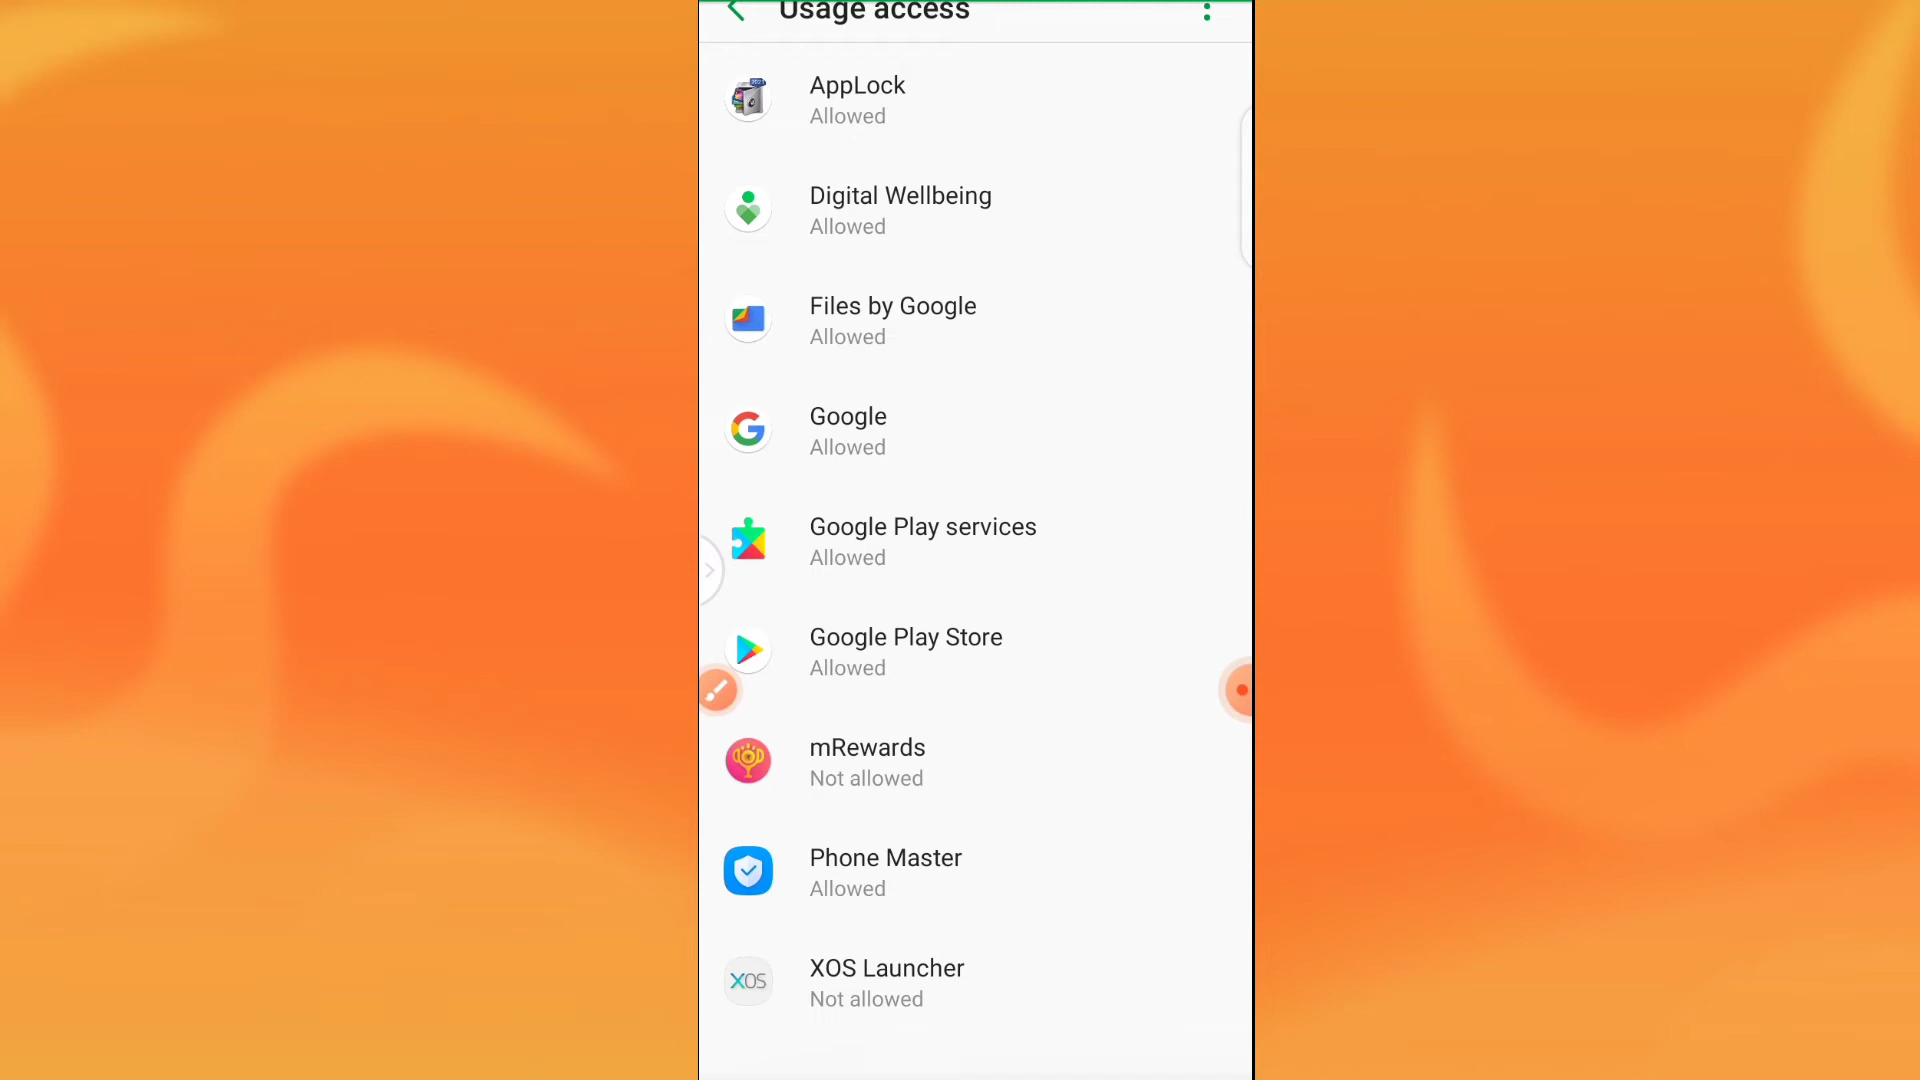 Usage access
AppLock
Allowed
Digital Wellbeing
Allowed
Files by Google
Allowed
Google
Allowed
Google Play services
Allowed
Google Play Store
Allowed
mRewards
Not allowed
Phone Master
Allowed
XOS
XOS Launcher
Not allowed